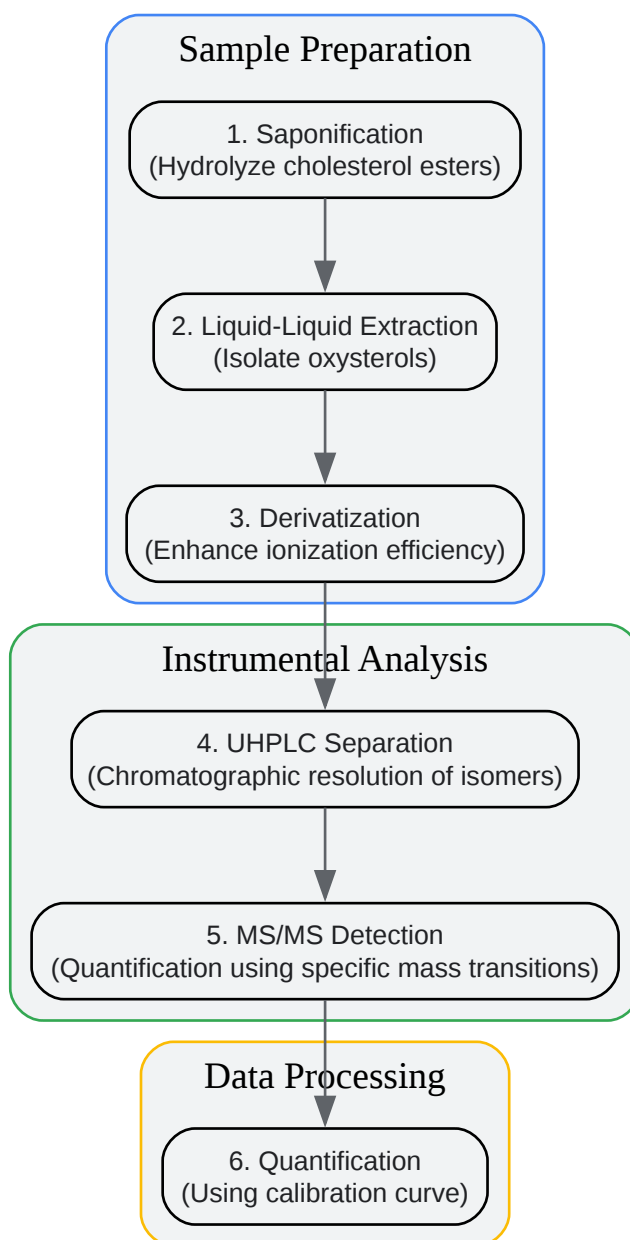 Sample Preparation
1. Saponification
(Hydrolyze cholesterol esters)
2. Liquid-Liquid Extraction
(Isolate oxysterols)
3. Derivatization
(Enhance ionization efficiency)
Instrumental Analysis
4. UHPLC Separation
(Chromatographic resolution of isomers)
5. MS/MS Detection
(Quantification using specific mass transitions)
Data Processing
6. Quantification
(Using calibration curve)